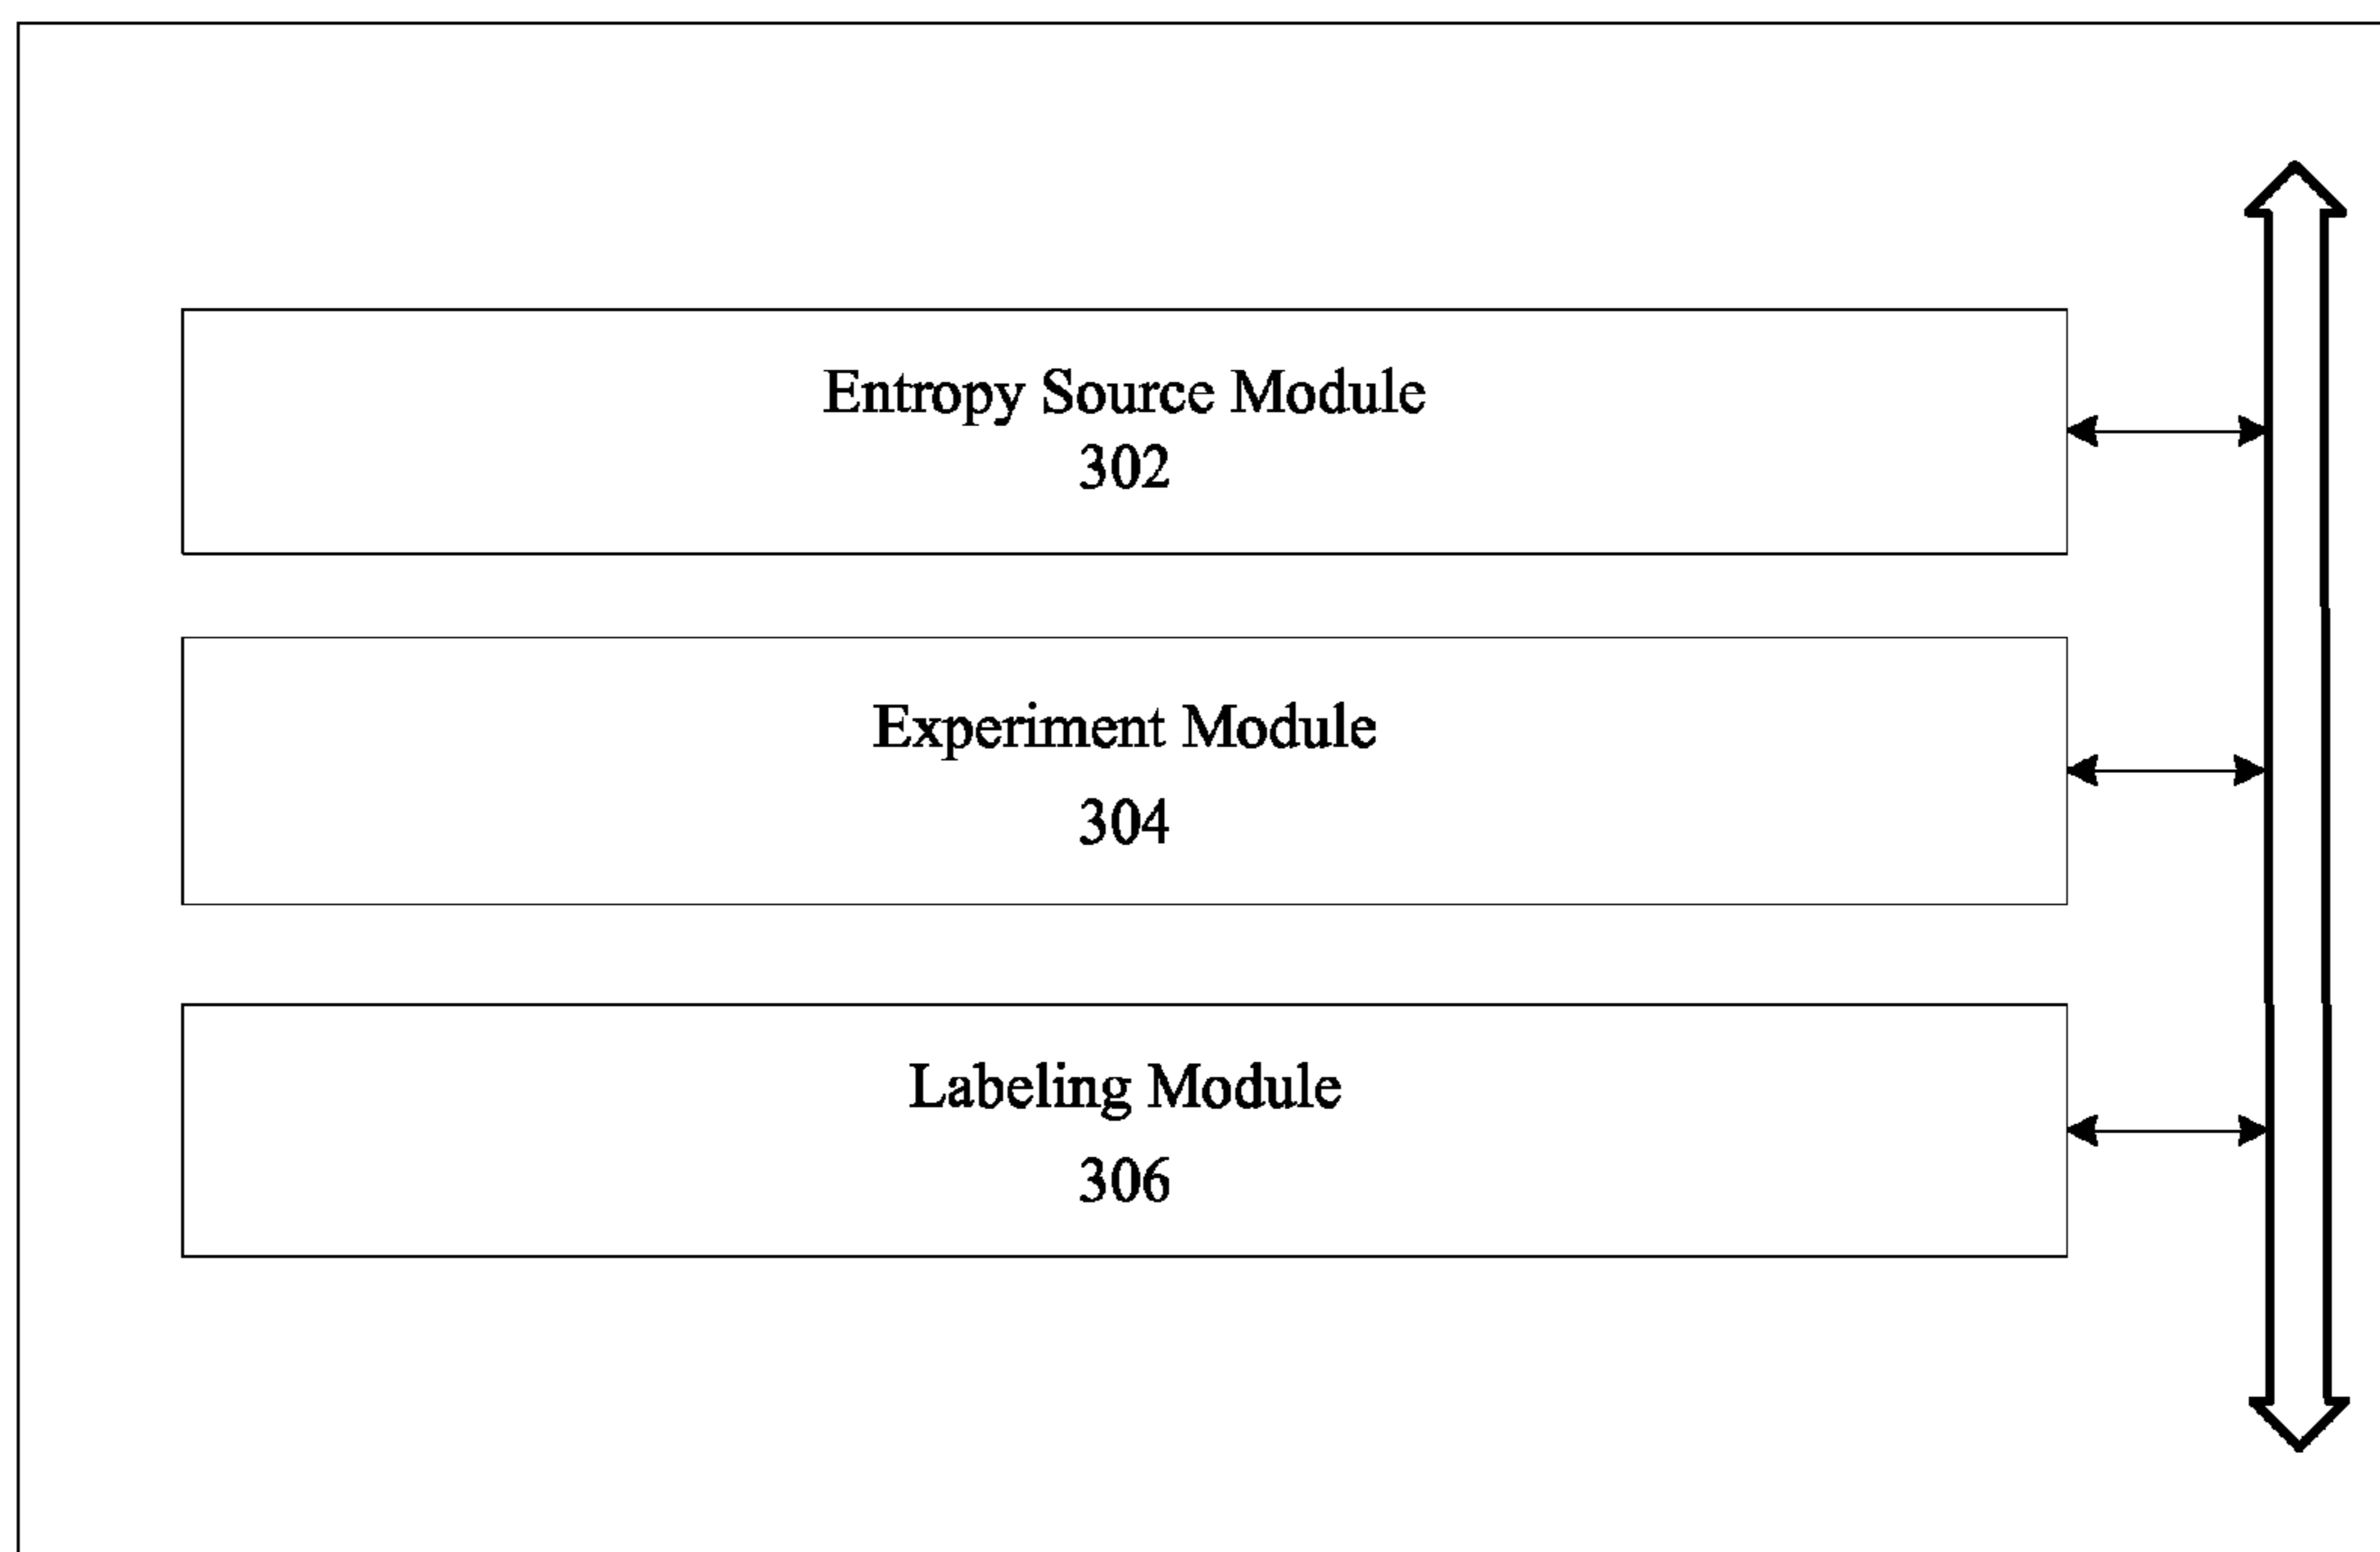 Entropy Source Module
302
Experiment Module
304
Labeling Module
306